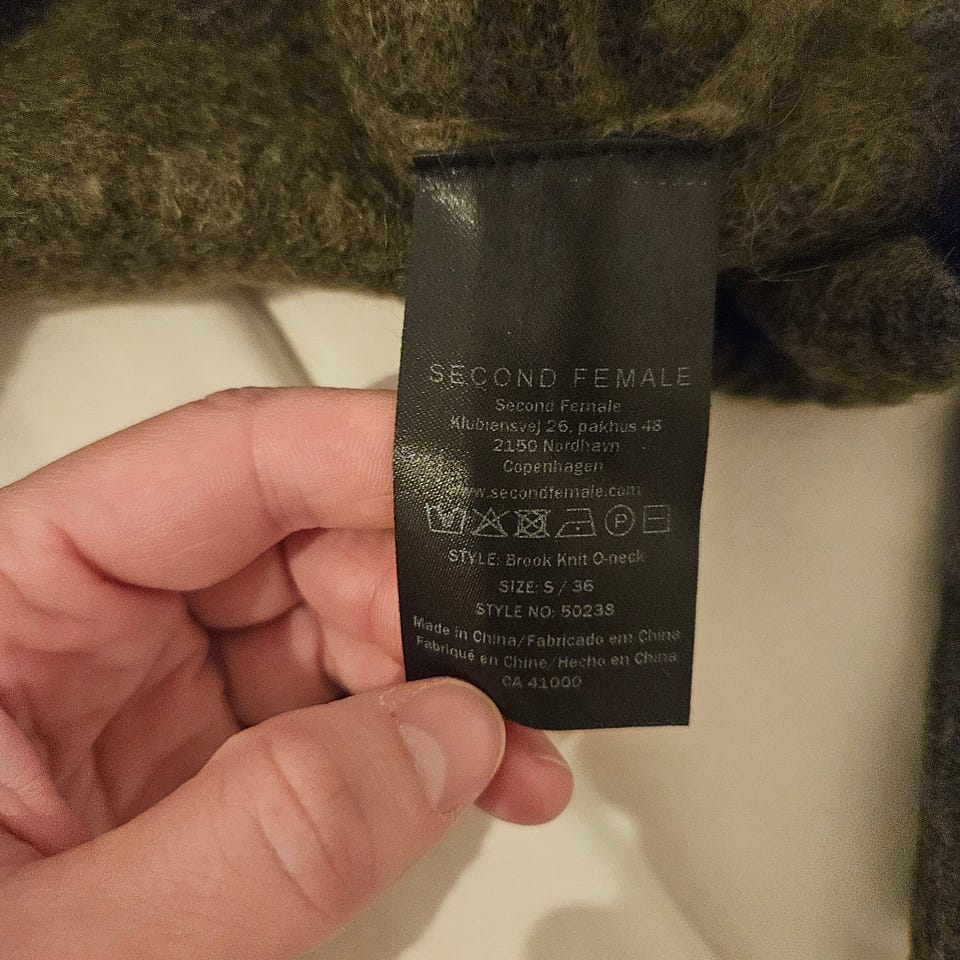 SECOND FEMALE
Second Female
Klubiensvej 26, pakhus 48
2150 Nordhavn
Copenhagen
www.secondfemale.com
P
STYLE: Brook Knit O-neck
SIZE: S / 36
STYLE NO: 50238
Made in China/Fabricado em China
Fabriqué en Chine/Hecho en China
CA 41000